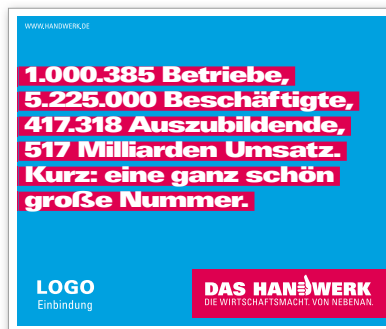 WWW.HANDWERK.DE
1.000.385 Betriebe,
5.225.000 Beschäftigte,
417.318 Auszubildende,
517 Milliarden Umsatz.
Kurz: eine ganz schön
große Nummer.
LOGO
Einbindung
DAS HANDWERK
DIE WIRTSCHAFTSMACHT. VON NEBENAN.